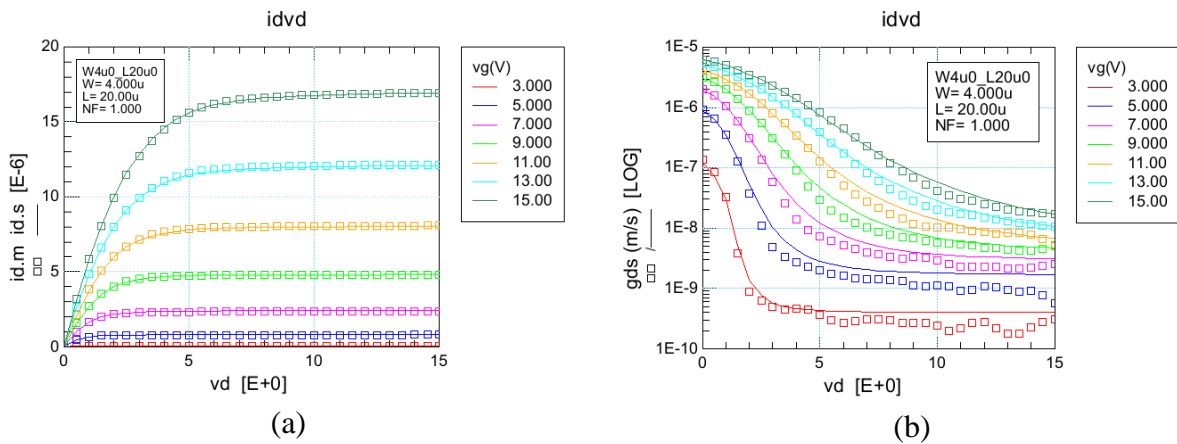 idvd
20
15
10
5
0
id.m id.s [E-6]
W4u0_L20u0
W= 4.000u
L= 20.00u
NF= 1.000
0 5 10 15
vd [E+0]
vg(V)
3.000
5.000
7.000
9.000
11.00
13.00
15.00
(a)
idvd
1E-5
1E-6
1E-7
1E-8
1E-9
1E-10
gds (m/s) [LOG]
/
W4u0_L20u0
W= 4.000u
L= 20.00u
NF= 1.000
0 5 10 15
vd [E+0]
vg(V)
3.000
5.000
7.000
9.000
11.00
13.00
15.00
(b)